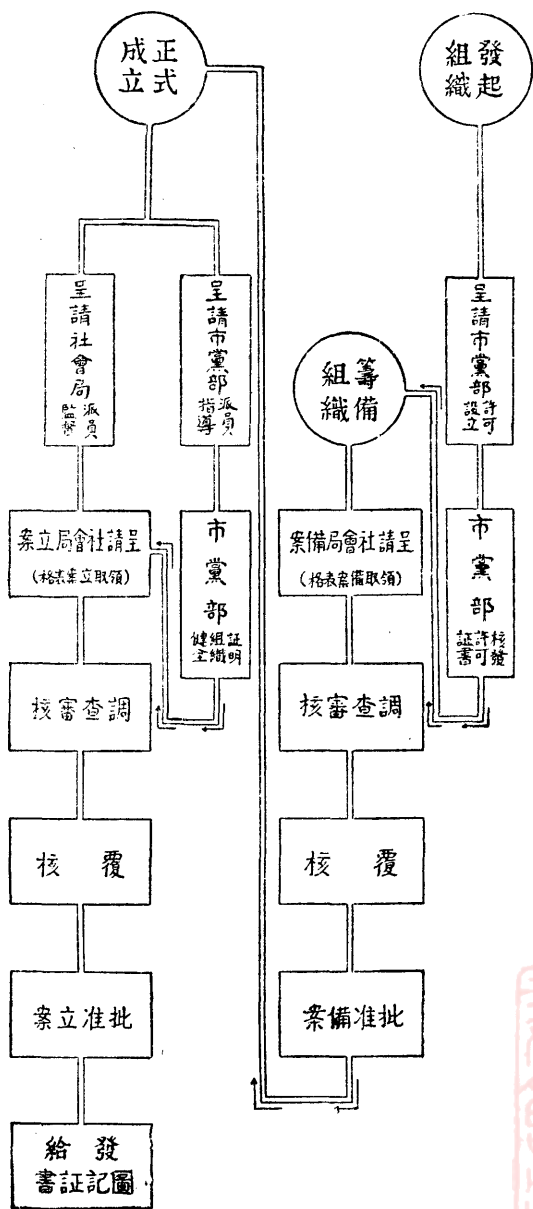 發起
組織
呈請市黨部許可
設立
市黨部核發
許可
証書
籌備
組織
呈請社會局備案
(領取備案表格)
調查審核
覆核
批准備案
正式
成立
呈請市黨部派員
指導
市黨部
証明
組織
健全
呈請社會局派員
監督
呈請社會局立案
(領取立案表格)
調查審核
覆核
批准立案
發給
圖記証書